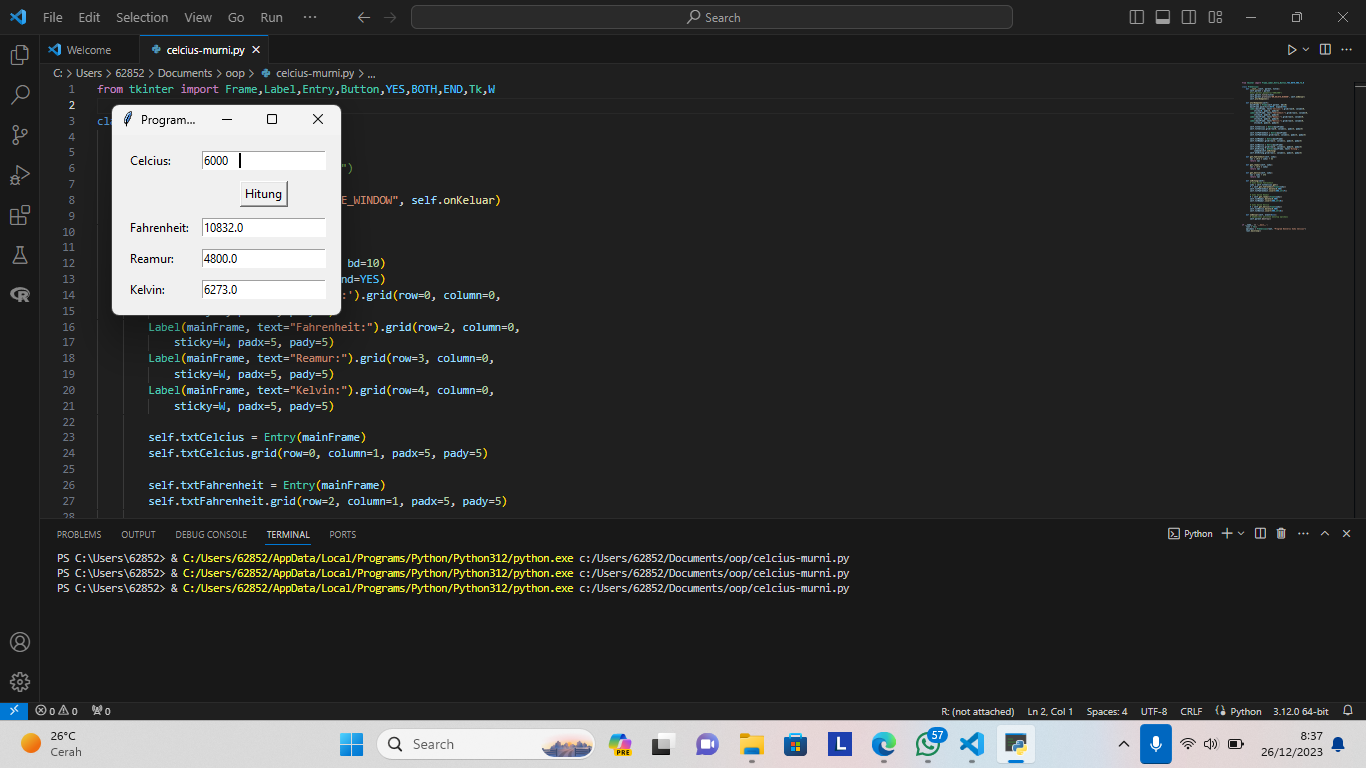 File Edit Selection View Go Run ··· Search
Welcome celcius-murni.py
C: > Users > 62852 > Documents > oop > celcius-murni.py > ...
1 from tkinter import Frame,Label,Entry,Button,YES,BOTH,END,Tk,W
2
3 cl
4
5
6 ")
7
8 E_WINDOW", self.onKeluar)
9
10
11
12 bd=10)
13 nd=YES)
14 :').grid(row=0, column=0,
15
16 Label(mainFrame, text="Fahrenheit:").grid(row=2, column=0,
17 sticky=W, padx=5, pady=5)
18 Label(mainFrame, text="Reamur:").grid(row=3, column=0,
19 sticky=W, padx=5, pady=5)
20 Label(mainFrame, text="Kelvin:").grid(row=4, column=0,
21 sticky=W, padx=5, pady=5)
22
23 self.txtCelcius = Entry(mainFrame)
24 self.txtCelcius.grid(row=0, column=1, padx=5, pady=5)
25
26 self.txtFahrenheit = Entry(mainFrame)
27 self.txtFahrenheit.grid(row=2, column=1, padx=5, pady=5)
28
Program...
Celcius: 6000
Hitung
Fahrenheit: 10832.0
Reamur: 4800.0
Kelvin: 6273.0
PROBLEMS OUTPUT DEBUG CONSOLE TERMINAL PORTS Python
PS C:\Users\62852> & C:/Users/62852/AppData/Local/Programs/Python/Python312/python.exe c:/Users/62852/Documents/oop/celcius-murni.py
PS C:\Users\62852> & C:/Users/62852/AppData/Local/Programs/Python/Python312/python.exe c:/Users/62852/Documents/oop/celcius-murni.py
PS C:\Users\62852> & C:/Users/62852/AppData/Local/Programs/Python/Python312/python.exe c:/Users/62852/Documents/oop/celcius-murni.py
0 0 0 R: (not attached) Ln 2, Col 1 Spaces: 4 UTF-8 CRLF Python 3.12.0 64-bit
26°C
Cerah
Search
PRE
L
57
8:37
26/12/2023